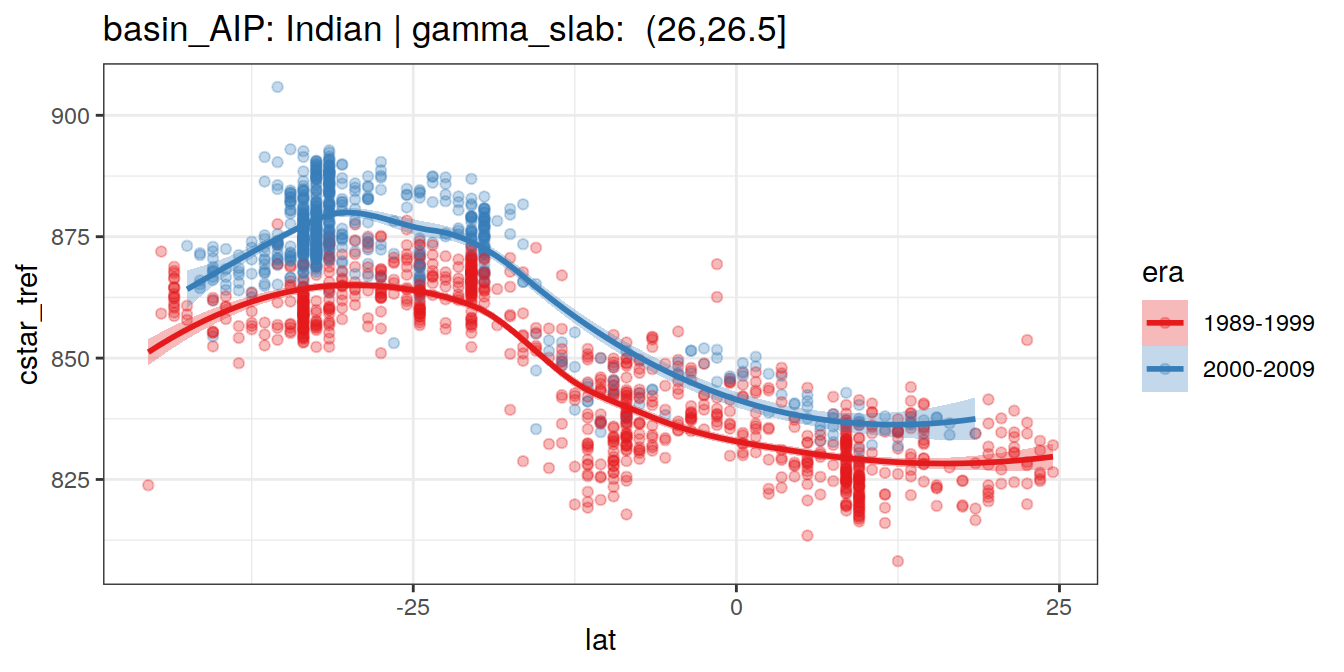 basin_AIP: Indian | gamma_slab:  (26,26.5]
cstar_tref
900
875
850
825
-25
0
25
lat
era
1989-1999
2000-2009